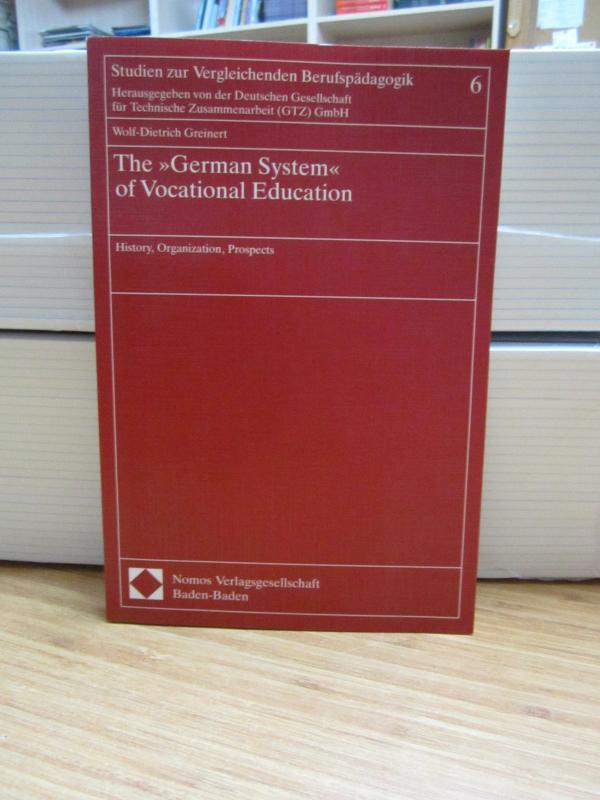 Studien zur Vergleichenden Berufspädagogik 6
Herausgegeben von der Deutschen Gesellschaft
für Technische Zusammenarbeit (GTZ) GmbH
Wolf-Dietrich Greinert
The »German System«
of Vocational Education
History, Organization, Prospects
Nomos Verlagsgesellschaft
Baden-Baden